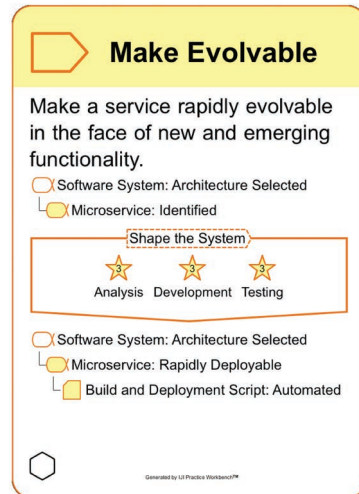 Make Evolvable
Make a service rapidly evolvable
in the face of new and emerging
functionality.
Software System: Architecture Selected
Microservice: Identified
Shape the System
3 3 3
Analysis Development Testing
Software System: Architecture Selected
Microservice: Rapidly Deployable
Build and Deployment Script: Automated
Generated by IJI Practice Workbench™